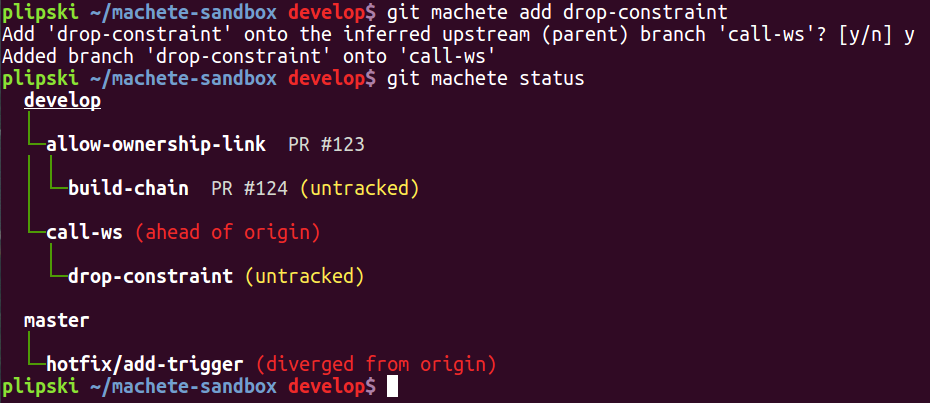 plipski ~/machete-sandbox develop$ git machete add drop-constraint
Add 'drop-constraint' onto the inferred upstream (parent) branch 'call-ws'? [y/n] y
Added branch 'drop-constraint' onto 'call-ws'
plipski ~/machete-sandbox develop$ git machete status
develop
allow-ownership-link PR #123
build-chain PR #124 (untracked)
call-ws (ahead of origin)
drop-constraint (untracked)
master
hotfix/add-trigger (diverged from origin)
plipski ~/machete-sandbox develop$